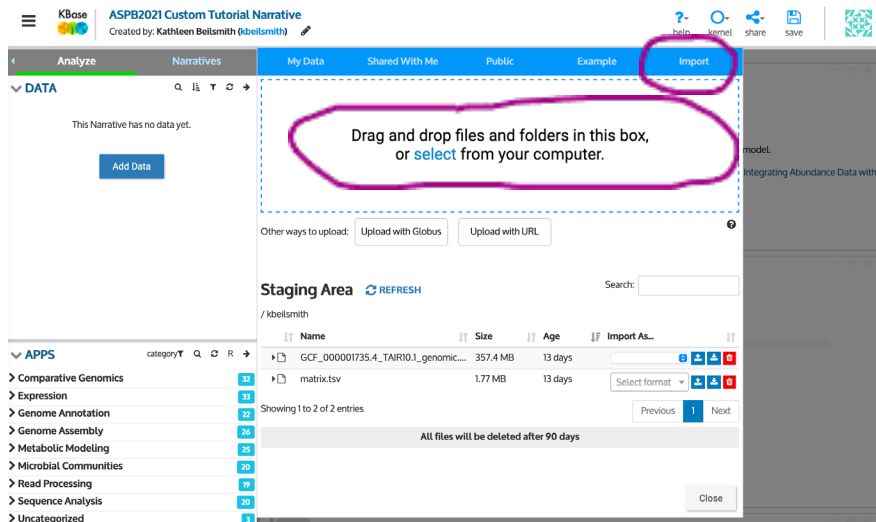 KBase
ASPB2021 Custom Tutorial Narrative
Created by: Kathleen Beilsmith (kbeilsmith)
help kernel share save
Analyze Narratives
My Data Shared With Me Public Example Import
DATA
This Narrative has no data yet.
Add Data
Drag and drop files and folders in this box,
or select from your computer.
model.
Integrating Abundance Data with
Other ways to upload: Upload with Globus Upload with URL
Staging Area REFRESH
Search:
/ kbeilsmith
Name Size Age Import As...
GCF_000001735.4_TAIR10.1_genomic.... 357.4 MB 13 days
matrix.tsv 1.77 MB 13 days Select format
Showing 1 to 2 of 2 entries
Previous 1 Next
All files will be deleted after 90 days
Close
APPS
category R
Comparative Genomics 32
Expression 33
Genome Annotation 22
Genome Assembly 26
Metabolic Modeling 25
Microbial Communities 20
Read Processing 19
Sequence Analysis 20
Uncategorized 3